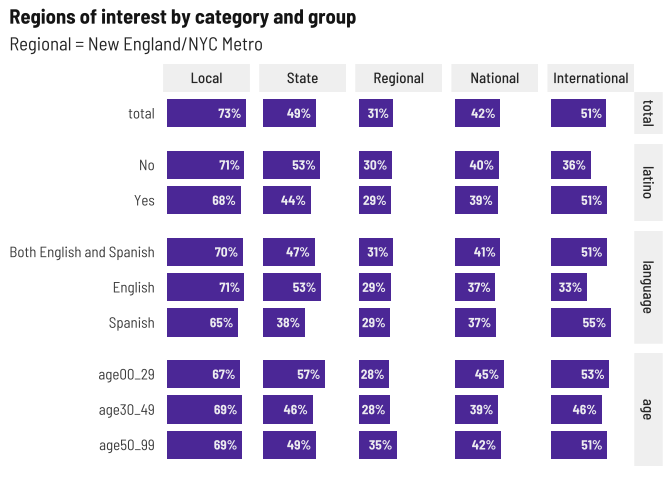 Regions of interest by category and group
Regional = New England/NYC Metro
Local State Regional National International
total 73% 49% 31% 42% 51% total
No 71% 53% 30% 40% 36%
latino
Yes 68% 44% 29% 39% 51%
Both English and Spanish 70% 47% 31% 41% 51%
English 71% 53% 29% 37% 33% language
Spanish 65% 38% 29% 37% 55%
age00_29 67% 57% 28% 45% 53%
age30_49 69% 46% 28% 39% 46% age
age50_99 69% 49% 35% 42% 51%